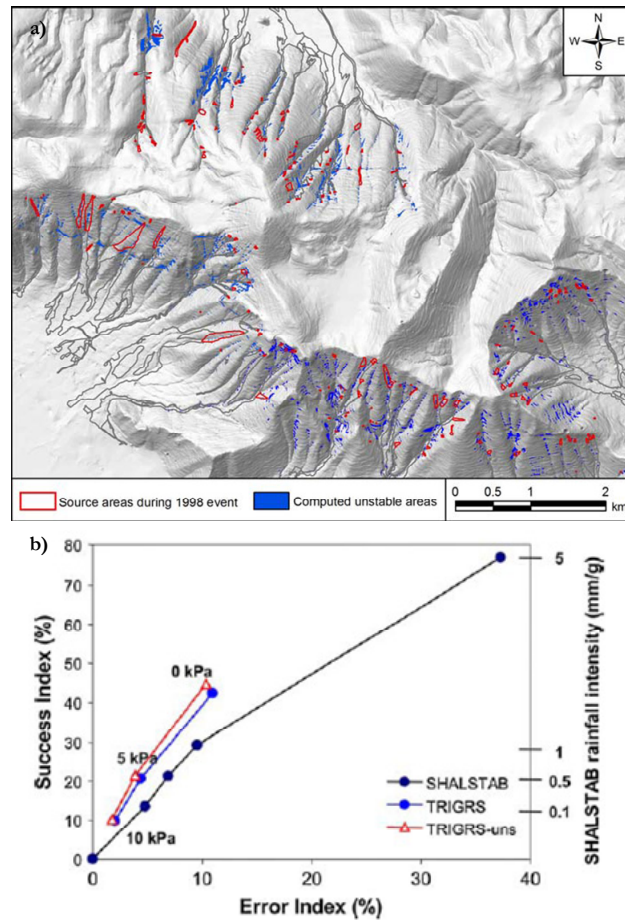 a)
N
W E
S
Source areas during 1998 event
Computed unstable areas
0 0.5 1 2
km
b)
80
70
60
50
40
30
20
10
0
Success Index (%)
0 kPa
5 kPa
10 kPa
SHALSTAB
TRIGRS
TRIGRS-uns
5
1
0.5
0.1
SHALSTAB rainfall intensity (mm/g)
0 10 20 30 40
Error Index (%)